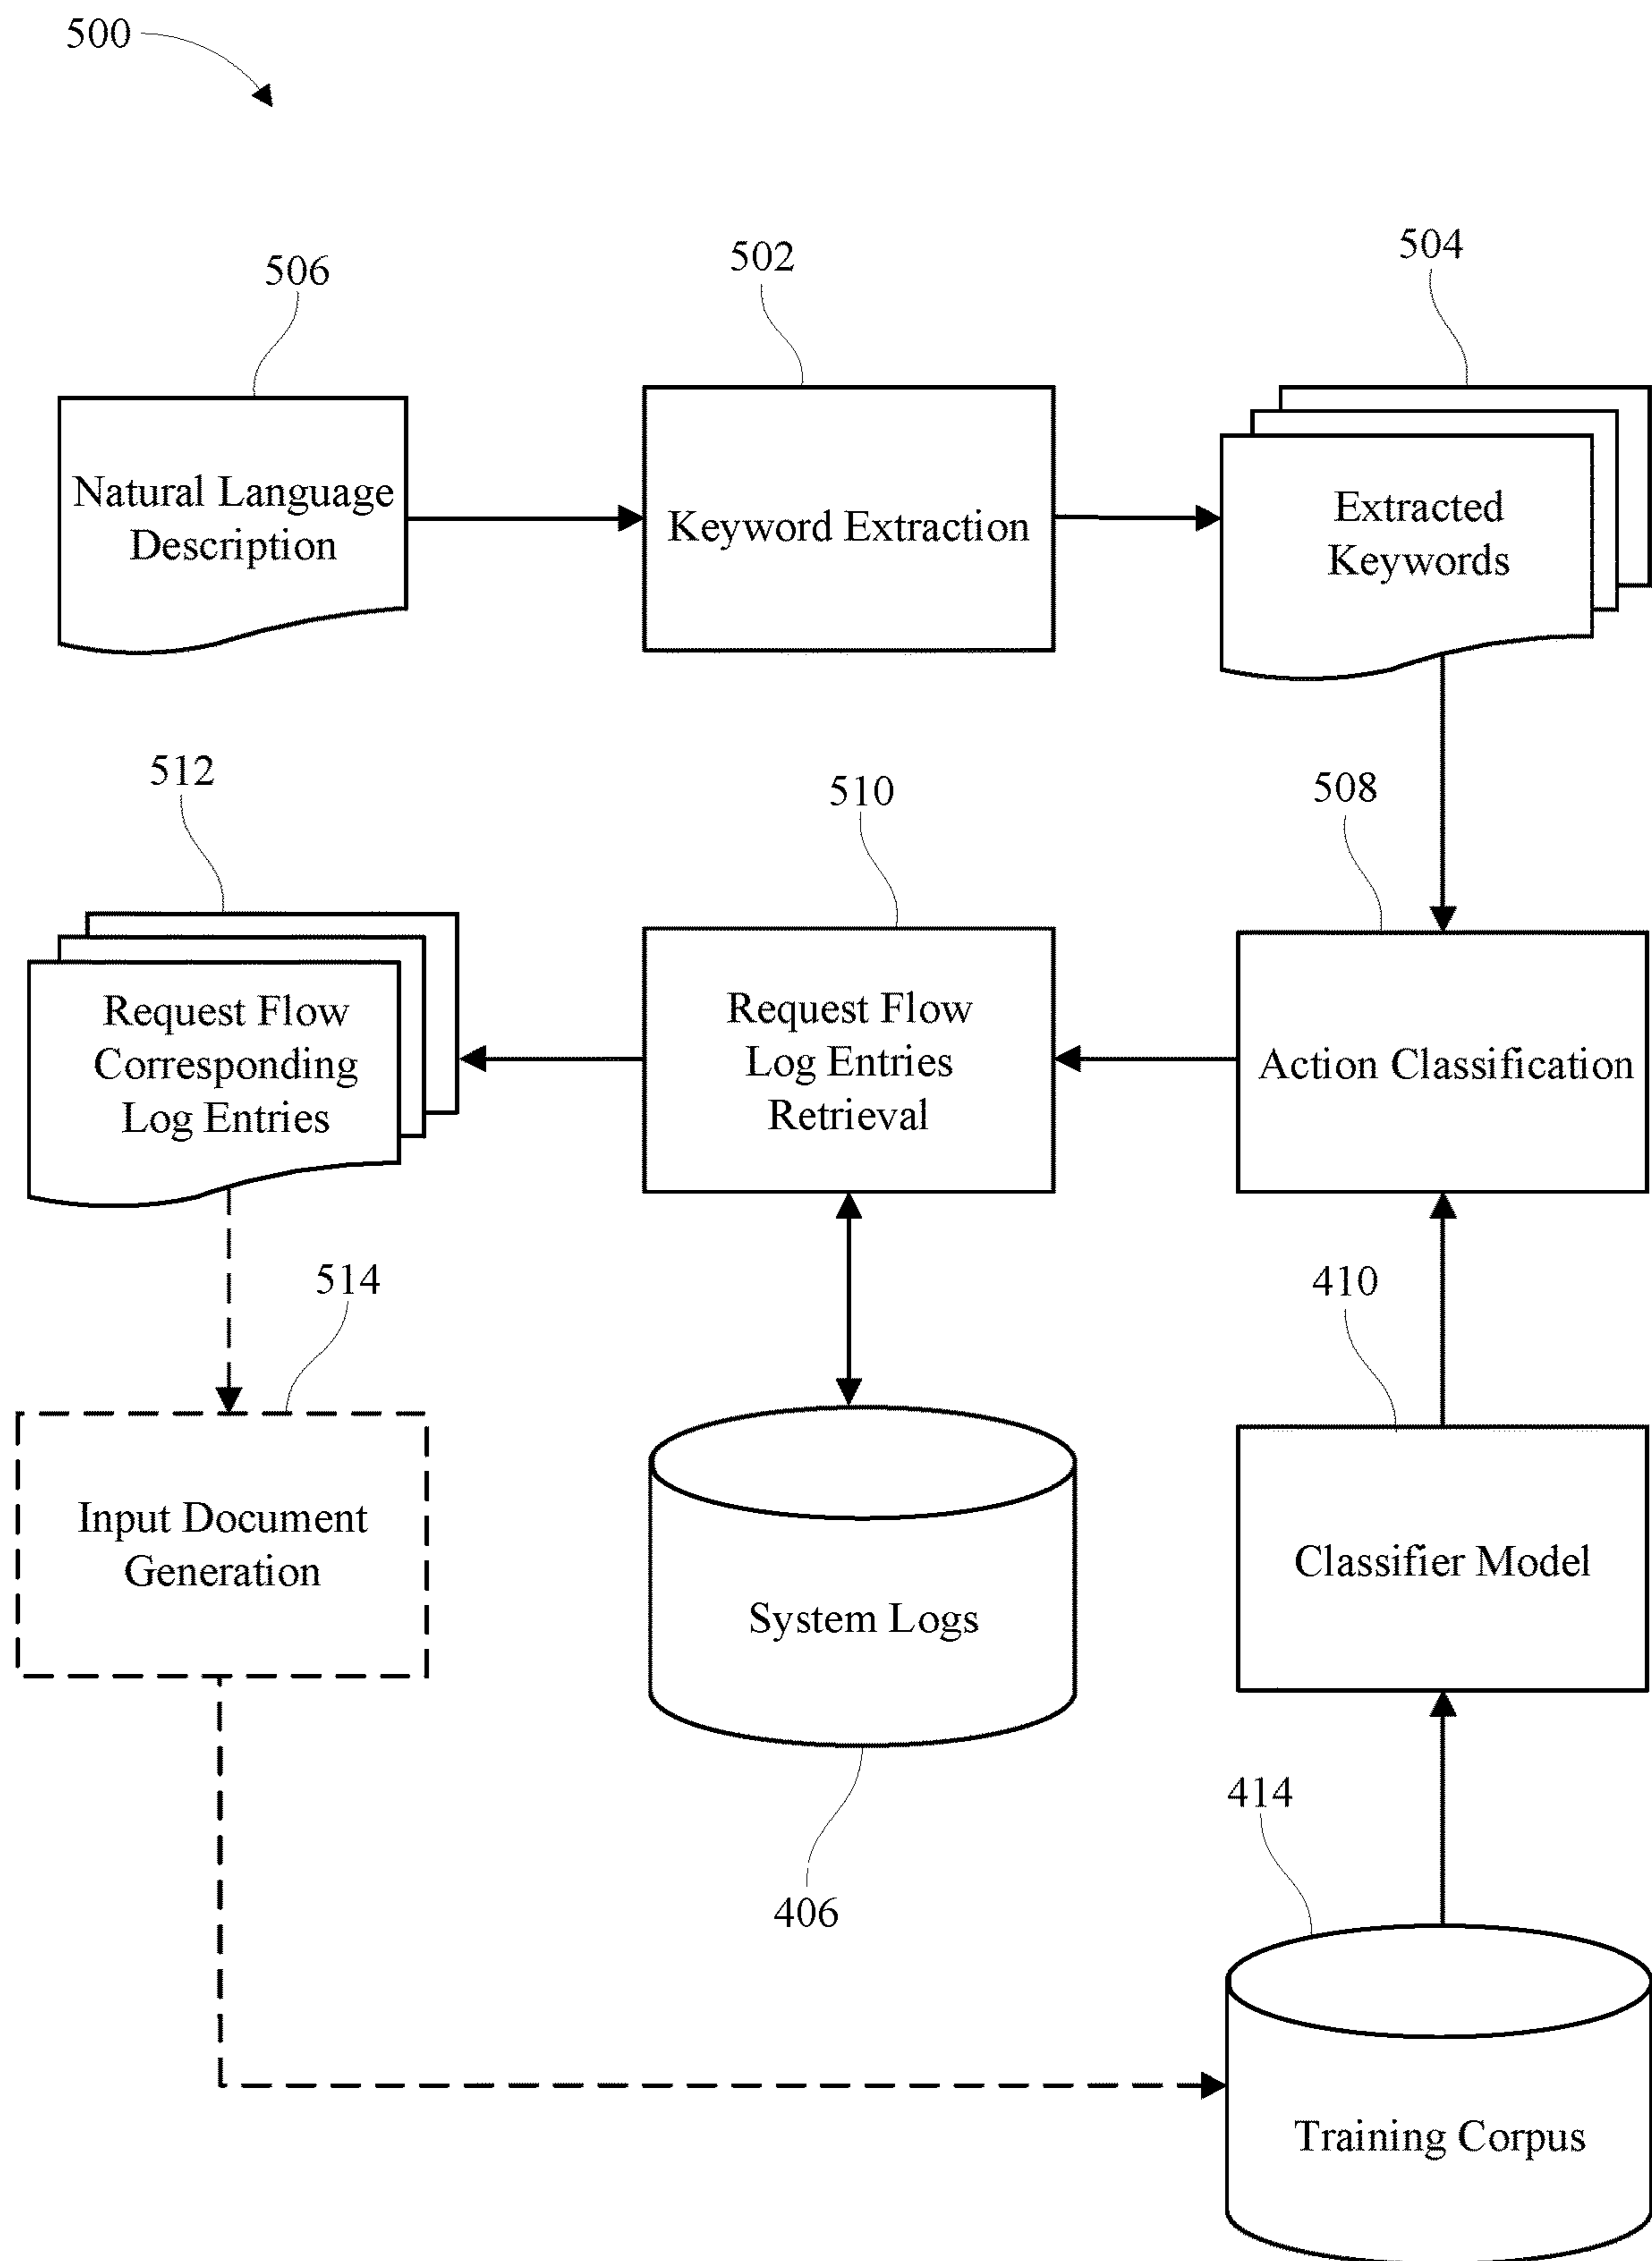 500
506
502
504
Natural Language
Description
Keyword Extraction
Extracted
Keywords
512
510
508
Request Flow
Corresponding
Log Entries
Request Flow
Log Entries
Retrieval
Action Classification
514
410
Input Document
Generation
System Logs
Classifier Model
406
414
Training Corpus